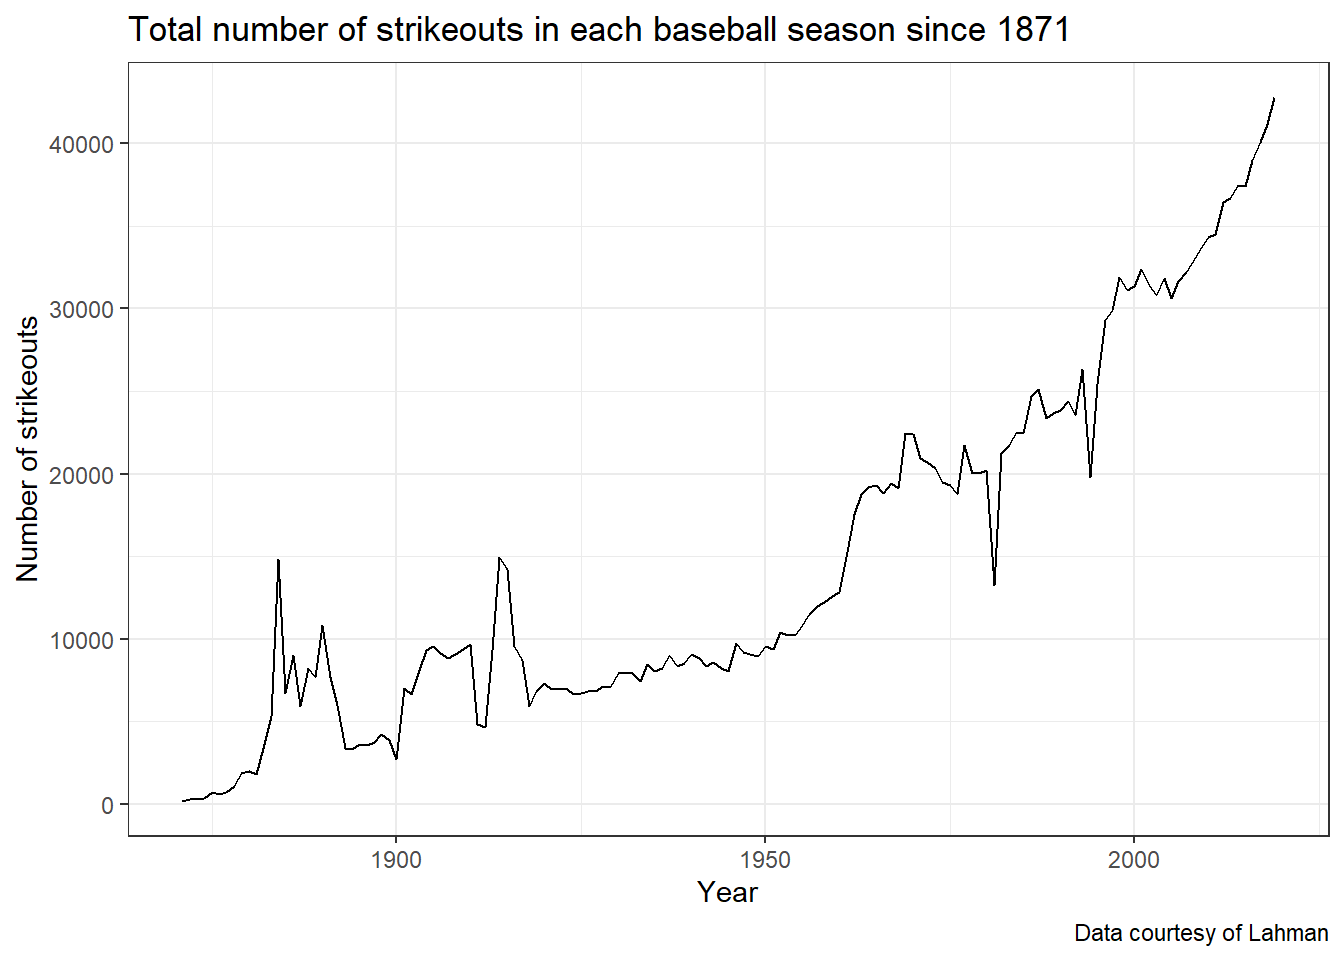 Total number of strikeouts in each baseball season since 1871
40000
30000
20000
10000
0
Number of strikeouts
1900 1950 2000
Year
Data courtesy of Lahman